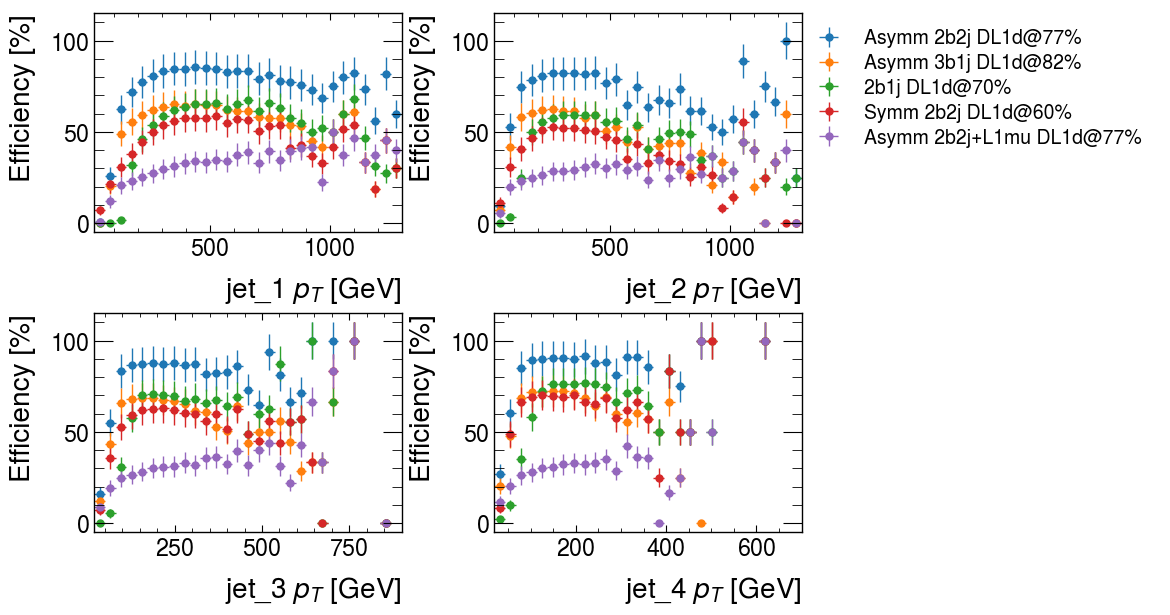 Efficiency [%]
100
50
0
500
1000
jet_1 p_T [GeV]
Efficiency [%]
100
50
0
500
1000
jet_2 p_T [GeV]
Asymm 2b2j DL1d@77%
Asymm 3b1j DL1d@82%
2b1j DL1d@70%
Symm 2b2j DL1d@60%
Asymm 2b2j+L1mu DL1d@77%
Efficiency [%]
100
50
0
250
500
750
jet_3 p_T [GeV]
Efficiency [%]
100
50
0
200
400
600
jet_4 p_T [GeV]